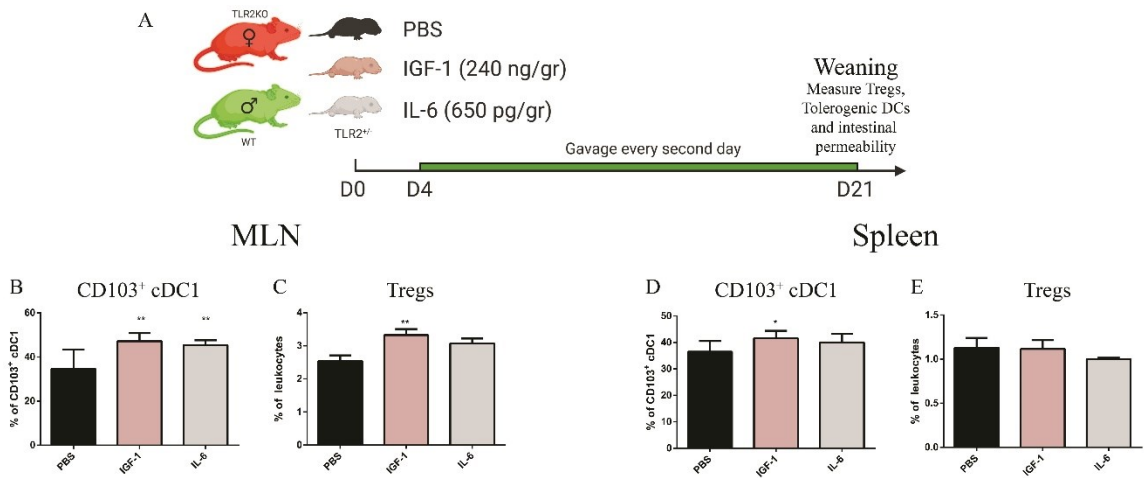 A
TLR2KO
♀
♂
WT
TLR2+/-
PBS
IGF-1 (240 ng/gr)
IL-6 (650 pg/gr)
Weaning
Measure Tregs,
Tolerogenic DCs
and intestinal
permeability
Gavage every second day
D0
D4
D21
MLN
Spleen
B
CD103+ cDC1
% of CD103+ cDC1
60
40
20
0
**
**
PBS
IGF-1
IL-6
C
Tregs
% of leukocytes
4
3
2
1
0
**
PBS
IGF-1
IL-6
D
CD103+ cDC1
% of CD103+ cDC1
50
40
30
20
10
0
*
PBS
IGF-1
IL-6
E
Tregs
% of leukocytes
1.5
1.0
0.5
0.0
PBS
IGF-1
IL-6